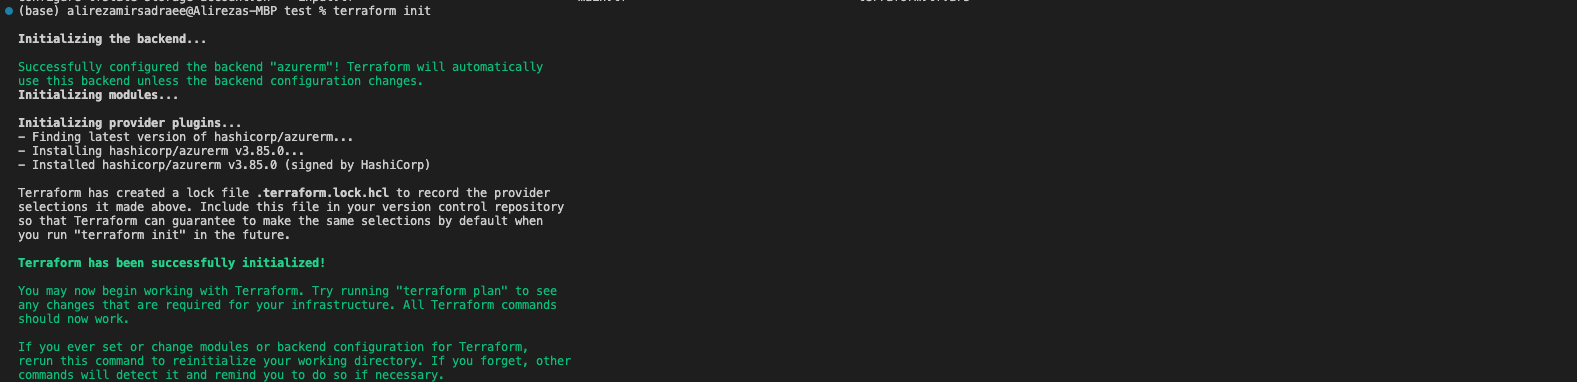 (base) alirezamirsadraee@Alirezas-MBP test % terraform init
Initializing the backend...
Successfully configured the backend "azurerm"! Terraform will automatically
use this backend unless the backend configuration changes.
Initializing modules...
Initializing provider plugins...
- Finding latest version of hashicorp/azurerm...
- Installing hashicorp/azurerm v3.85.0...
- Installed hashicorp/azurerm v3.85.0 (signed by HashiCorp)
Terraform has created a lock file .terraform.lock.hcl to record the provider
selections it made above. Include this file in your version control repository
so that Terraform can guarantee to make the same selections by default when
you run "terraform init" in the future.
Terraform has been successfully initialized!
You may now begin working with Terraform. Try running "terraform plan" to see
any changes that are required for your infrastructure. All Terraform commands
should now work.
If you ever set or change modules or backend configuration for Terraform,
rerun this command to reinitialize your working directory. If you forget, other
commands will detect it and remind you to do so if necessary.